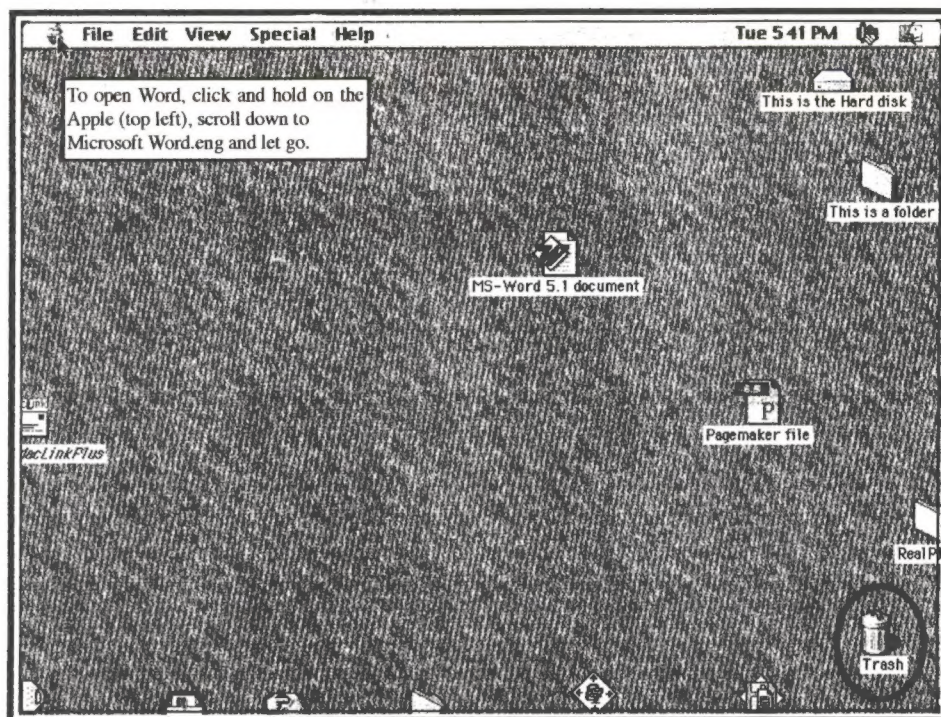 File Edit View Special Help
Tue 5 41 PM
To open Word, click and hold on the
Apple (top left), scroll down to
Microsoft Word.eng and let go.
This is the Hard disk
This is a folder
MS-Word 5.1 document
Pagemaker file
acLinkPlus
Real P
Trash